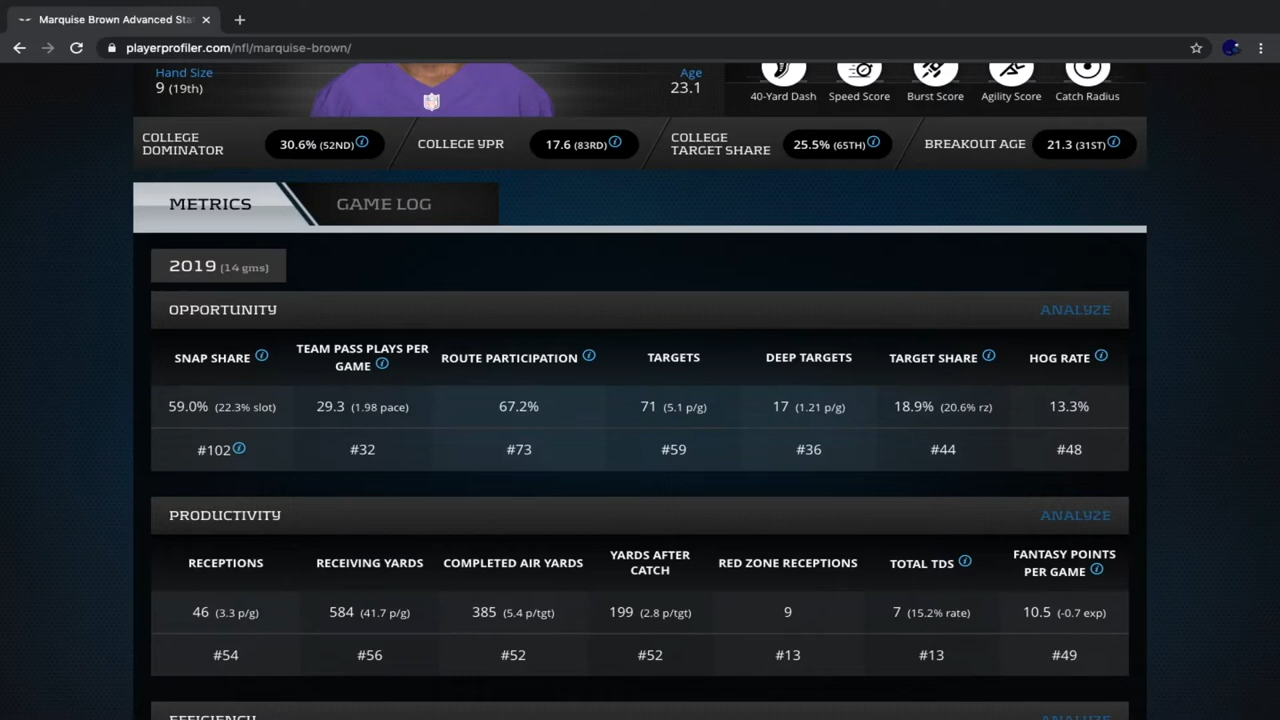 Marquise Brown Advanced Sta
playerprofiler.com/nfl/marquise-brown/
Hand Size
9 (19th)
Age
23.1
40-Yard Dash
Speed Score
Burst Score
Agility Score
Catch Radius
COLLEGE DOMINATOR
30.6% (52ND)
COLLEGE YPR
17.6 (83RD)
COLLEGE TARGET SHARE
25.5% (65TH)
BREAKOUT AGE
21.3 (31ST)
METRICS
GAME LOG
2019 (14 gms)
OPPORTUNITY ANALYZE
SNAP SHARE TEAM PASS PLAYS PER GAME ROUTE PARTICIPATION TARGETS DEEP TARGETS TARGET SHARE HOG RATE
59.0% (22.3% slot) 29.3 (1.98 pace) 67.2% 71 (5.1 p/g) 17 (1.21 p/g) 18.9% (20.6% rz) 13.3%
#102 #32 #73 #59 #36 #44 #48
PRODUCTIVITY ANALYZE
RECEPTIONS RECEIVING YARDS COMPLETED AIR YARDS YARDS AFTER CATCH RED ZONE RECEPTIONS TOTAL TDS FANTASY POINTS PER GAME
46 (3.3 p/g) 584 (41.7 p/g) 385 (5.4 p/tgt) 199 (2.8 p/tgt) 9 7 (15.2% rate) 10.5 (-0.7 exp)
#54 #56 #52 #52 #13 #13 #49
EFFICIENCY ANALYZE